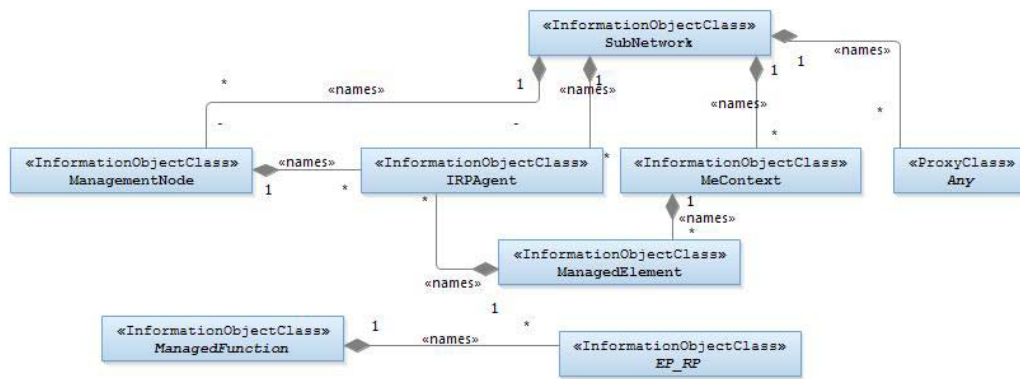 «InformationObjectClass»
SubNetwork
«names»
1
*
«names»
1
1
«names»
1
«names»
*
*
-
-
*
*
«InformationObjectClass»
ManagementNode
«names»
1
*
«InformationObjectClass»
IRPAgent
*
«InformationObjectClass»
MeContext
1
«names»
*
«ProxyClass»
Any
«InformationObjectClass»
ManagedElement
«names»
1
«InformationObjectClass»
ManagedFunction
1
*
«names»
«InformationObjectClass»
EP_RP